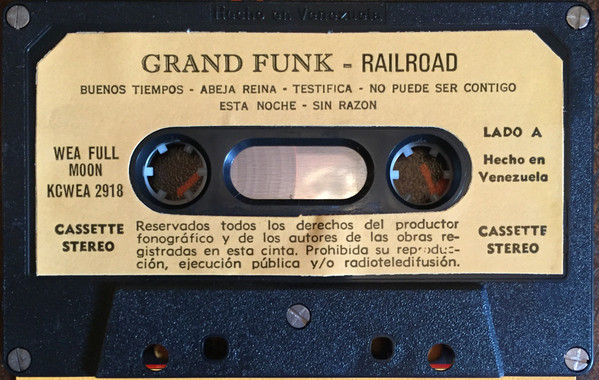 Hecho en Venezuela
GRAND FUNK - RAILROAD
BUENOS TIEMPOS - ABEJA REINA - TESTIFICA - NO PUEDE SER CONTIGO
ESTA NOCHE - SIN RAZON
WEA FULL
MOON
KCWEA 2918
LADO A
Hecho en
Venezuela
CASSETTE
STEREO
Reservados todos los derechos del productor
fonográfico y de los autores de las obras re-
gistradas en esta cinta. Prohibida su reproduc-
ción, ejecución pública y/o radioteledifusión.
CASSETTE
STEREO